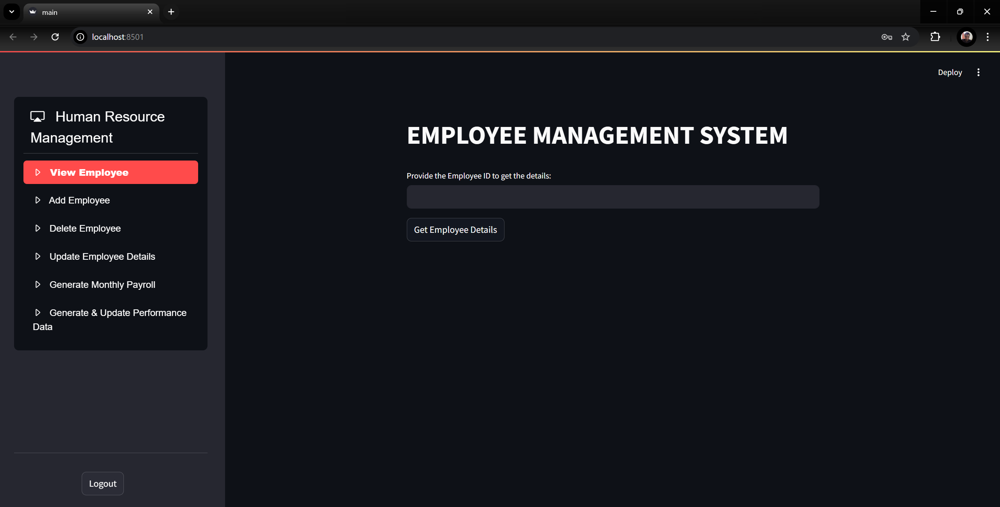 main
localhost:8501
Deploy
Human Resource
Management
View Employee
Add Employee
Delete Employee
Update Employee Details
Generate Monthly Payroll
Generate & Update Performance
Data
Logout
EMPLOYEE MANAGEMENT SYSTEM
Provide the Employee ID to get the details:
Get Employee Details